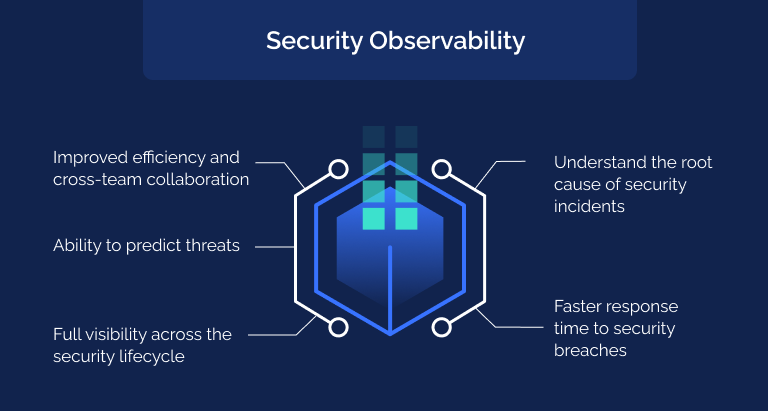 Security Observability
Improved efficiency and
cross-team collaboration
Ability to predict threats
Full visibility across the
security lifecycle
Understand the root
cause of security
incidents
Faster response
time to security
breaches